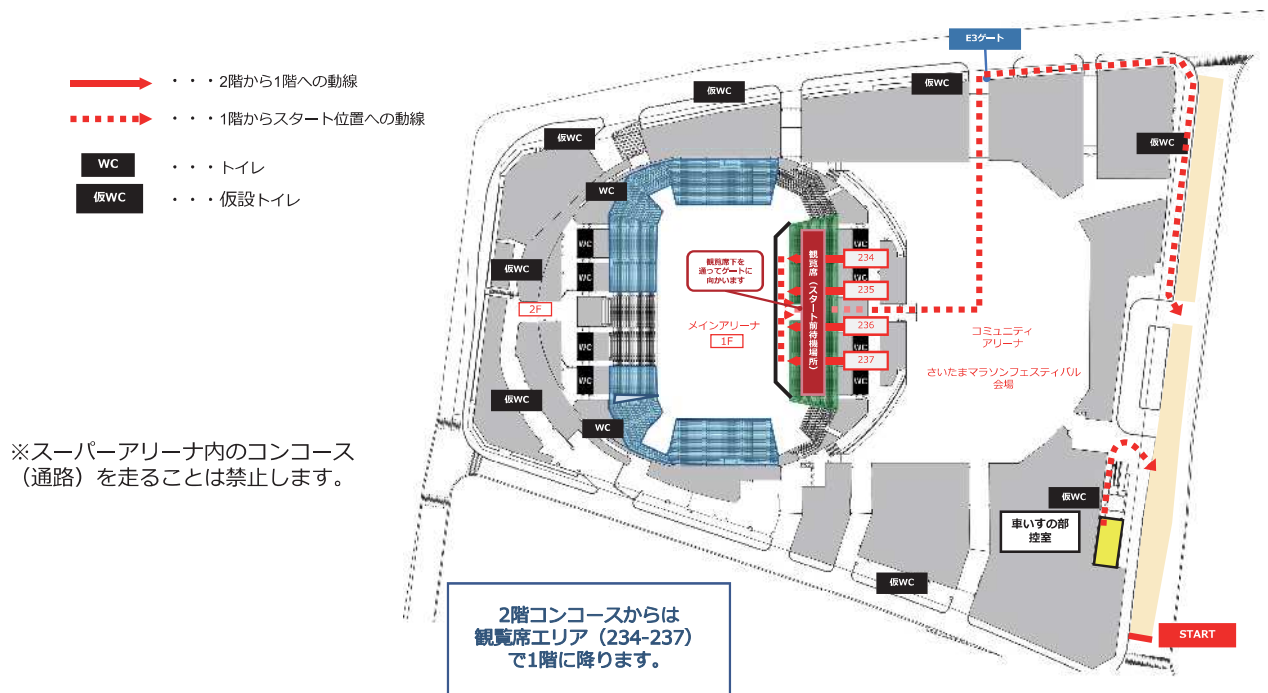 ・・・2階から1階への動線
・・・1階からスタート位置への動線
WC
・・・トイレ
仮WC
・・・仮設トイレ
※スーパーアリーナ内のコンコース
（通路）を走ることは禁止します。
E3ゲート
仮WC
仮WC
仮WC
仮WC
WC
WC
WC
234
観覧席下を
通ってゲートに
向かいます
観覧席（スタート前待機場所）
仮WC
WC
WC
235
2F
メインアリーナ
1F
236
コミュニティ
アリーナ
さいたまマラソンフェスティバル
会場
WC
WC
237
WC
WC
仮WC
WC
仮WC
車いすの部
控室
仮WC
2階コンコースからは
観覧席エリア（234-237）
で1階に降ります。
START